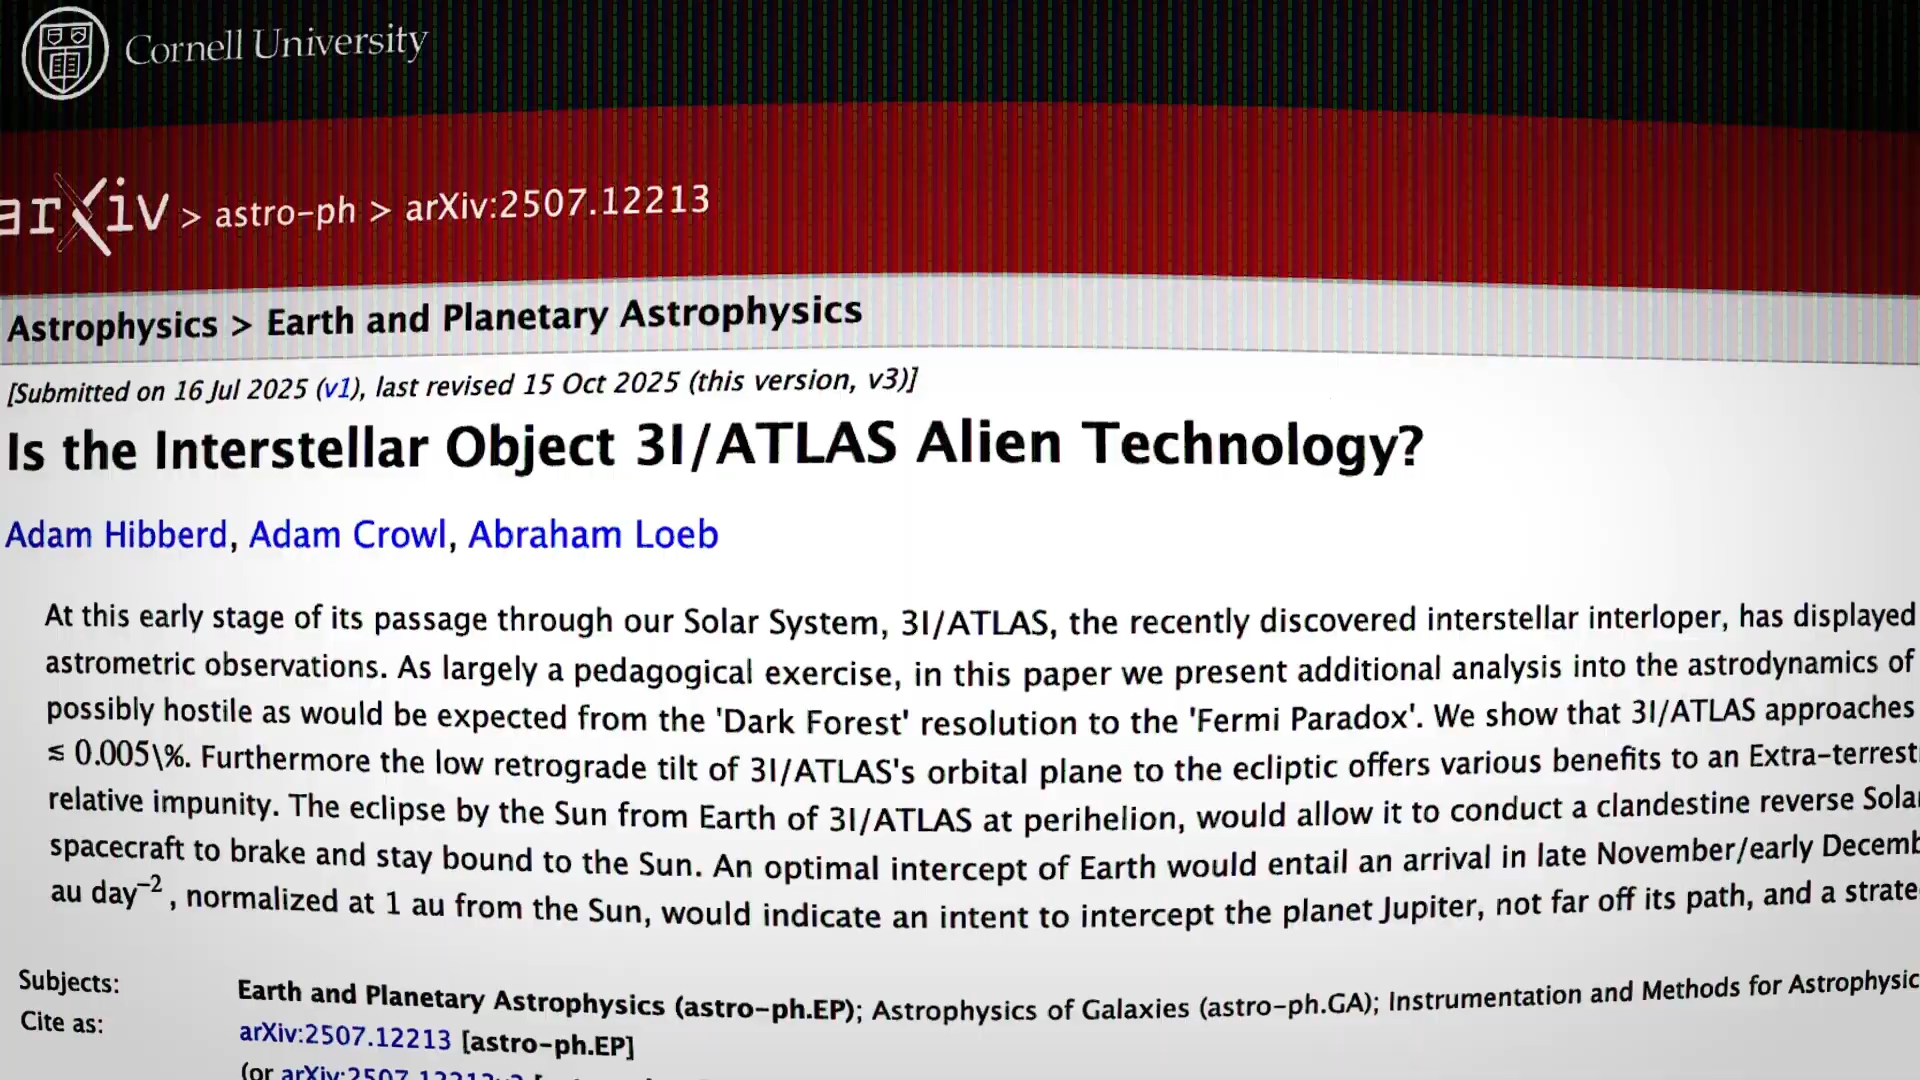 Cornell University
arXiv > astro-ph > arXiv:2507.12213
Astrophysics > Earth and Planetary Astrophysics
[Submitted on 16 Jul 2025 (v1), last revised 15 Oct 2025 (this version, v3)]
Is the Interstellar Object 3I/ATLAS Alien Technology?
Adam Hibberd, Adam Crowl, Abraham Loeb
At this early stage of its passage through our Solar System, 3I/ATLAS, the recently discovered interstellar interloper, has displayed
astrometric observations. As largely a pedagogical exercise, in this paper we present additional analysis into the astrodynamics of
possibly hostile as would be expected from the 'Dark Forest' resolution to the 'Fermi Paradox'. We show that 3I/ATLAS approaches
≤ 0.005\%. Furthermore the low retrograde tilt of 3I/ATLAS's orbital plane to the ecliptic offers various benefits to an Extra-terrest
relative impunity. The eclipse by the Sun from Earth of 3I/ATLAS at perihelion, would allow it to conduct a clandestine reverse Sola
spacecraft to brake and stay bound to the Sun. An optimal intercept of Earth would entail an arrival in late November/early Decemb
au day⁻², normalized at 1 au from the Sun, would indicate an intent to intercept the planet Jupiter, not far off its path, and a strate
Subjects: Earth and Planetary Astrophysics (astro-ph.EP); Astrophysics of Galaxies (astro-ph.GA); Instrumentation and Methods for Astrophysic
Cite as: arXiv:2507.12213 [astro-ph.EP]
(or